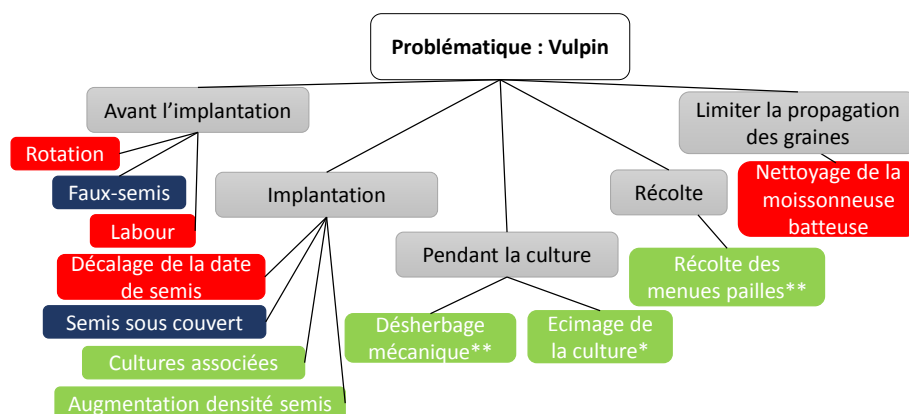 Problématique : Vulpin
Avant l'implantation
Rotation
Faux-semis
Labour
Implantation
Décalage de la date
de semis
Semis sous couvert
Cultures associées
Augmentation densité semis
Pendant la culture
Désherbage
mécanique**
Ecimage de
la culture*
Récolte
Récolte des
menues pailles**
Limiter la propagation
des graines
Nettoyage de la
moissonneuse
batteuse